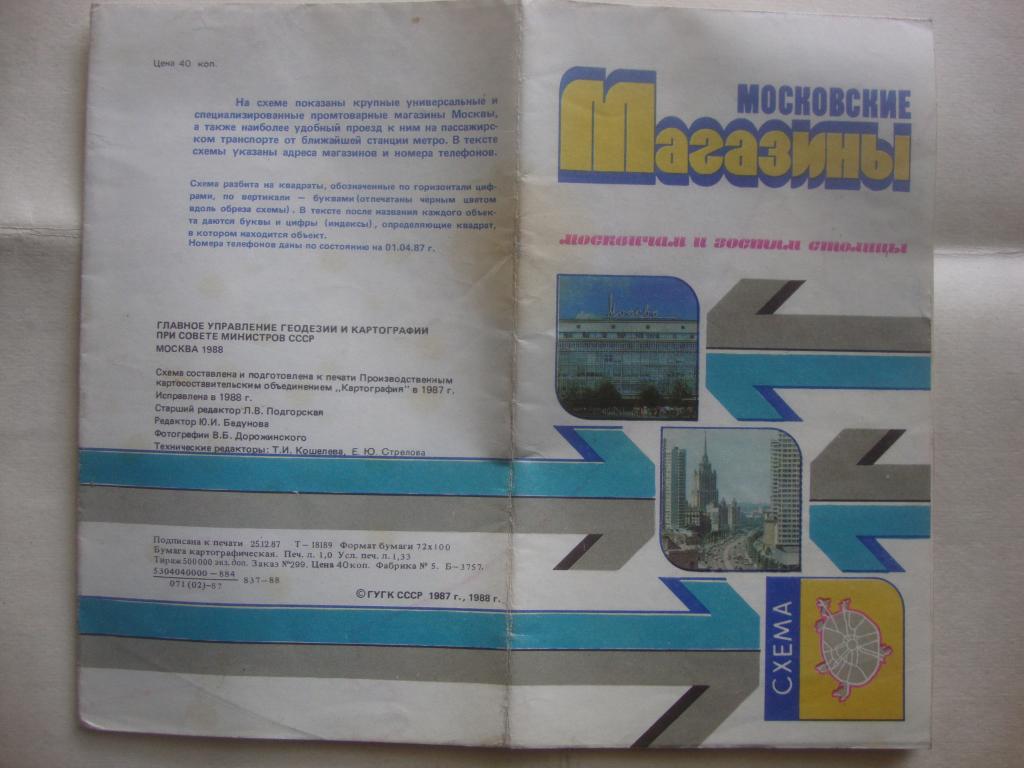 Цена 40 коп.
На схеме показаны крупные универсальные и
специализированные промтоварные магазины Москвы,
а также наиболее удобный проезд к ним на пассажирс-
ком транспорте от ближайшей станции метро. В тексте
схемы указаны адреса магазинов и номера телефонов.
Схема разбита на квадраты, обозначенные по горизонтали циф-
рами, по вертикали — буквами (отпечатаны черным цветом
вдоль обреза схемы). В тексте после названия каждого объек-
та даются буквы и цифры (индексы), определяющие квадрат,
в котором находится объект.
Номера телефонов даны по состоянию на 01.04.87 г.
ГЛАВНОЕ УПРАВЛЕНИЕ ГЕОДЕЗИИ И КАРТОГРАФИИ
ПРИ СОВЕТЕ МИНИСТРОВ СССР
МОСКВА 1988
Схема составлена и подготовлена к печати Производственным
картосоставительским объединением „Картография" в 1987 г.
Исправлена в 1988 г.
Старший редактор Л.В. Подгорская
Редактор Ю.И. Бадунова
Фотографии В.Б. Дорожинского
Технические редакторы: Т.И. Кошелева, Е. Ю. Стрелова
Подписана к печати 25.12.87 Т — 18189 Формат бумаги 72х100
Бумага картографическая. Печ. л. 1,0 Усл. печ. л. 1,33
Тираж 500 000 экз. доп. Заказ №299. Цена 40 коп. Фабрика № 5. Б—3757.
5304040000 — 884
071 (02)—87
837—88
© ГУГК СССР 1987 г., 1988 г.
МОСКОВСКИЕ
Магазины
москвичам и гостям столицы
Москва
СХЕМА